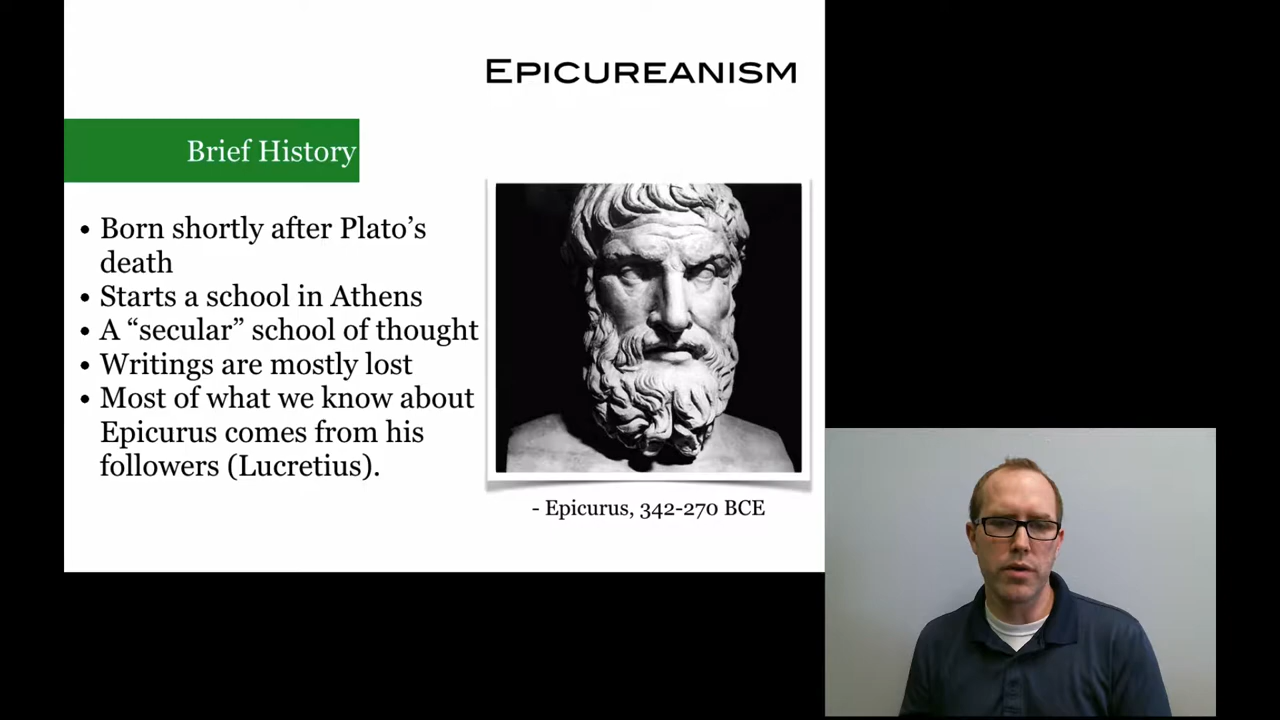 Epicureanism
Brief History
• Born shortly after Plato’s
death
• Starts a school in Athens
• A “secular” school of thought
• Writings are mostly lost
• Most of what we know about
Epicurus comes from his
followers (Lucretius).
- Epicurus, 342-270 BCE